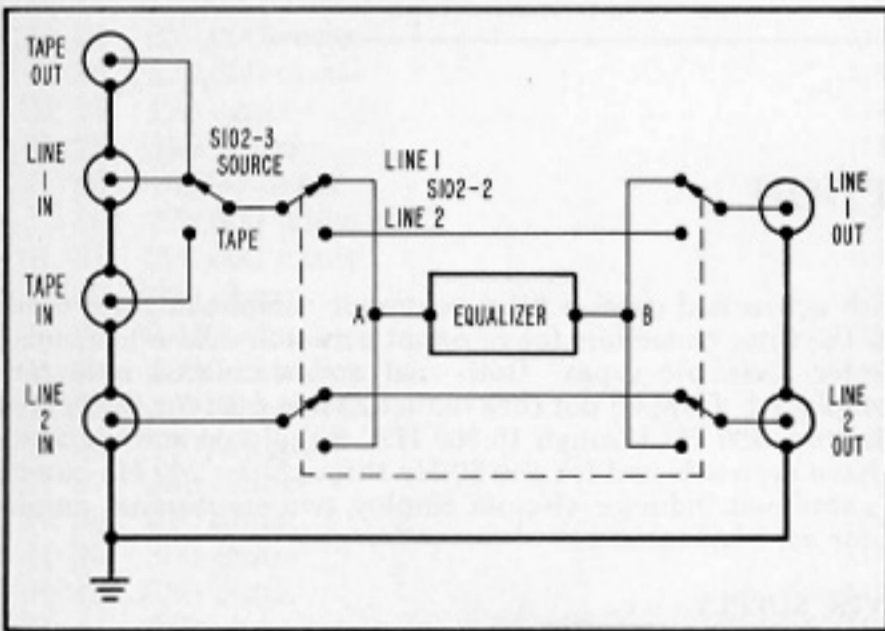 TAPE
OUT
LINE
1
IN
TAPE
IN
LINE
2
IN
S102-3
SOURCE
TAPE
LINE 1
S102-2
LINE 2
A
EQUALIZER
B
LINE
1
OUT
LINE
2
OUT